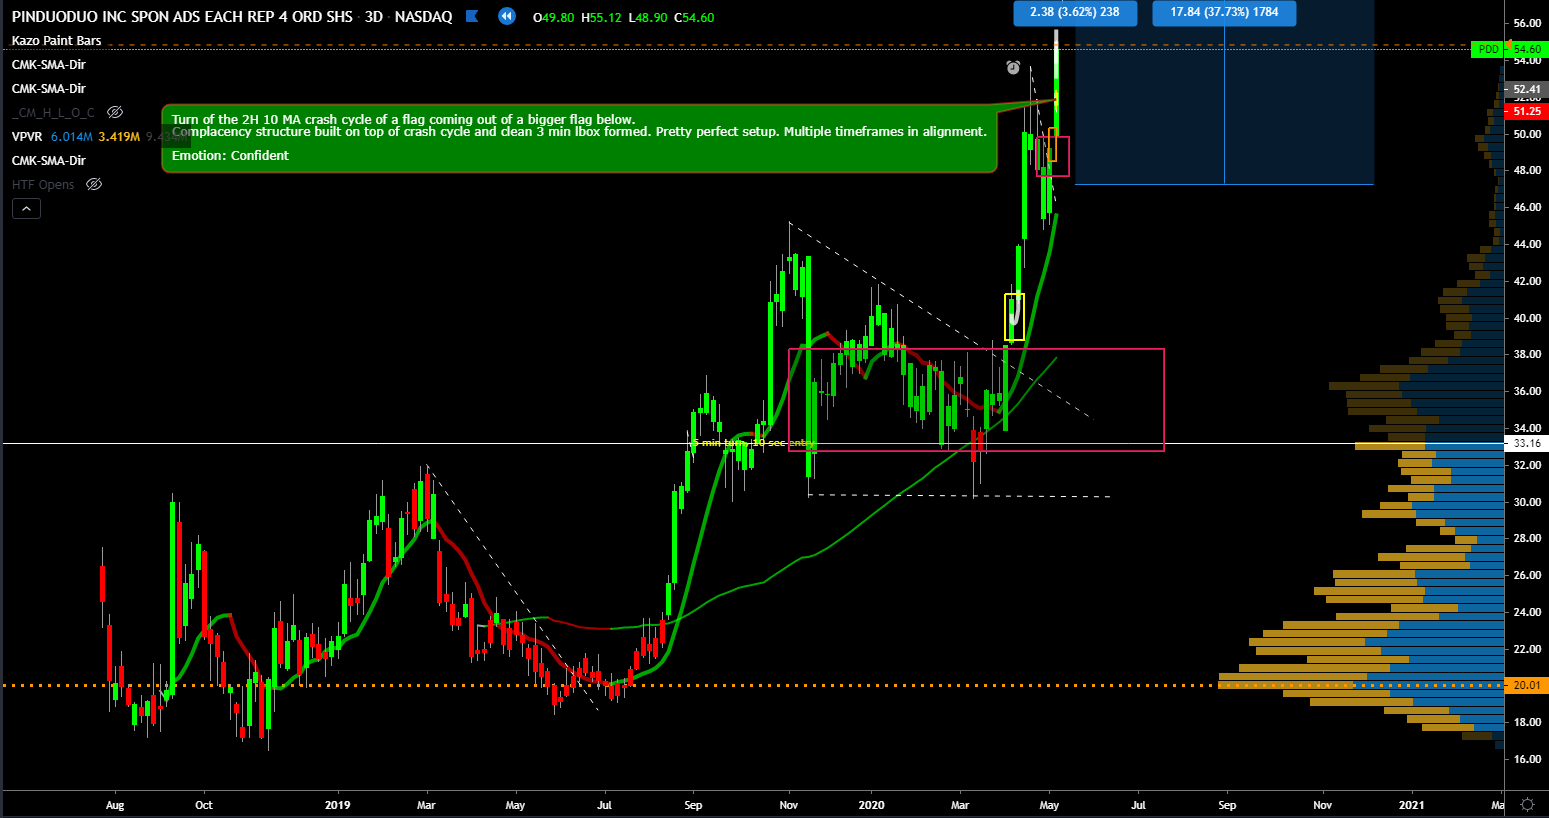 PINDUODUO INC SPON ADS EACH REP 4 ORD SHS · 3D · NASDAQ O49.80 H55.12 L48.90 C54.60
2.38 (3.62%) 238
17.84 (37.73%) 1784
Kazo Paint Bars
CMK-SMA-Dir
CMK-SMA-Dir
_CM_H_L_O_C
VPVR 6.014M 3.419M 9.434M
CMK-SMA-Dir
HTF Opens
Turn of the 2H 10 MA crash cycle of a flag coming out of a bigger flag below.
Complacency structure built on top of crash cycle and clean 3 min lbox formed. Pretty perfect setup. Multiple timeframes in alignment.
Emotion: Confident
5 min turn, 10 sec entry
56.00
PDD 54.60
54.00
52.41
52.00
51.25
50.00
48.00
46.00
44.00
42.00
40.00
38.00
36.00
34.00
33.16
32.00
30.00
28.00
26.00
24.00
22.00
20.01
18.00
16.00
Aug Oct 2019 Mar May Jul Sep Nov 2020 Mar May Jul Sep Nov 2021 Ma